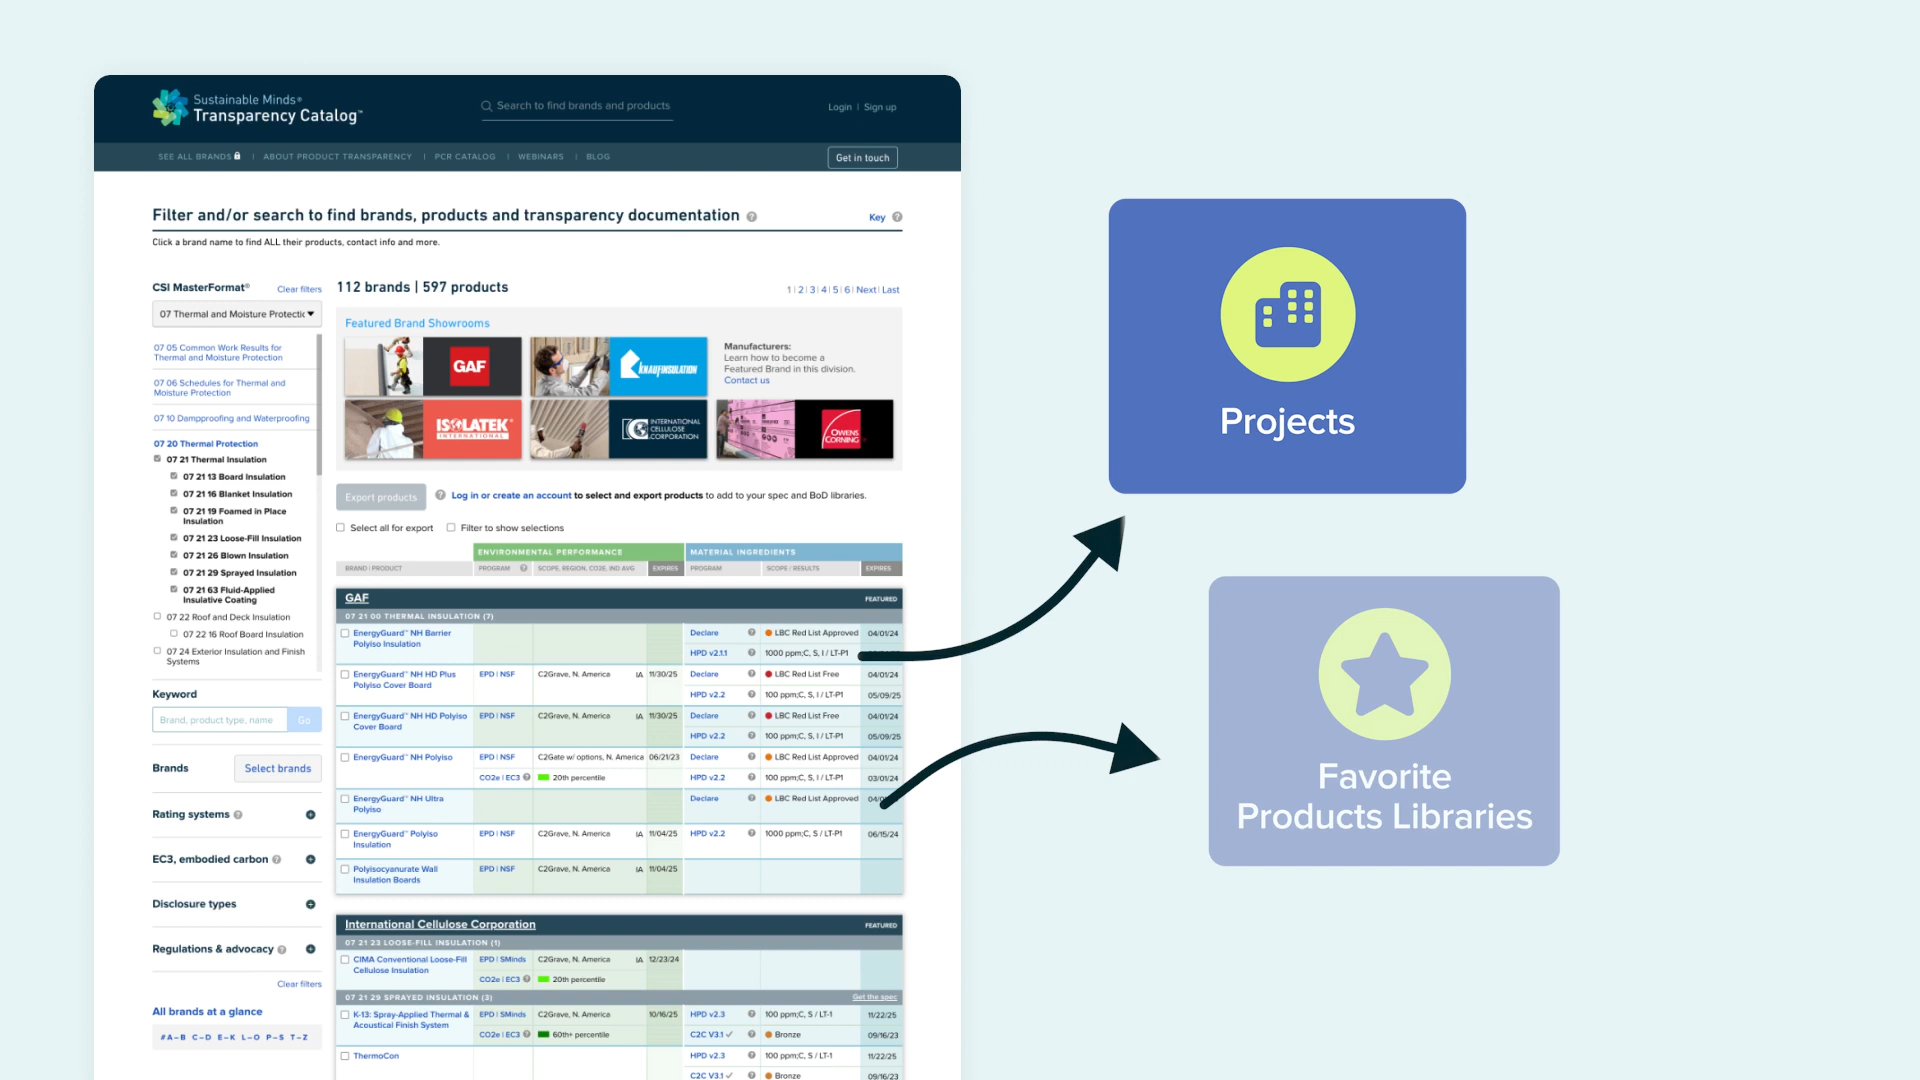 Sustainable Minds®
Transparency Catalog™
Search to find brands and products
Login | Sign up
SEE ALL BRANDS | ABOUT PRODUCT TRANSPARENCY | PCR CATALOG | WEBINARS | BLOG
Get in touch
Filter and/or search to find brands, products and transparency documentation ?
Key ?
Click a brand name to find ALL their products, contact info and more.
CSI MasterFormat®
Clear filters
07 Thermal and Moisture Protectic
07 05 Common Work Results for
Thermal and Moisture Protection
07 06 Schedules for Thermal and
Moisture Protection
07 10 Dampproofing and Waterproofing
07 20 Thermal Protection
07 21 Thermal Insulation
07 21 13 Board Insulation
07 21 16 Blanket Insulation
07 21 19 Foamed in Place
Insulation
07 21 23 Loose-Fill Insulation
07 21 26 Blown Insulation
07 21 29 Sprayed Insulation
07 21 63 Fluid-Applied
Insulative Coating
07 22 Roof and Deck Insulation
07 22 16 Roof Board Insulation
07 24 Exterior Insulation and Finish
Systems
Keyword
Brand, product type, name
Go
Brands
Select brands
Rating systems ?
EC3, embodied carbon ?
Disclosure types
Regulations & advocacy ?
Clear filters
All brands at a glance
#A–B C–D E–K L–O P–S T–Z
112 brands | 597 products
1 | 2 | 3 | 4 | 5 | 6 | Next | Last
Featured Brand Showrooms
GAF
KNAUFINSULATION
Manufacturers:
Learn how to become a
Featured Brand in this division.
Contact us
ISOLATEK®
INTERNATIONAL
INTERNATIONAL
CELLULOSE
CORPORATION
OWENS
CORNING
Export products
? Log in or create an account to select and export products to add to your spec and BoD libraries.
Select all for export
Filter to show selections
ENVIRONMENTAL PERFORMANCE
MATERIAL INGREDIENTS
BRAND | PRODUCT
PROGRAM ?
SCOPE, REGION, CO2E, IND AVG
EXPIRES
PROGRAM
SCOPE / RESULTS
EXPIRES
GAF
FEATURED
07 21 00 THERMAL INSULATION (7)
EnergyGuard™ NH Barrier
Polyiso Insulation
Declare ? LBC Red List Approved 04/01/24
HPD v2.1.1 ? 1000 ppm;C, S, I / LT-P1
EnergyGuard™ NH HD Plus
Polyiso Cover Board
EPD | NSF C2Grave, N. America IA 11/30/25
Declare ? LBC Red List Free 04/01/24
HPD v2.2 ? 100 ppm;C, S, I / LT-P1 05/09/25
EnergyGuard™ NH HD Polyiso
Cover Board
EPD | NSF C2Grave, N. America IA 11/30/25
Declare ? LBC Red List Free 04/01/24
HPD v2.2 ? 100 ppm;C, S, I / LT-P1 05/09/25
EnergyGuard™ NH Polyiso
EPD | NSF C2Gate w/ options, N. America 06/21/23
CO2e | EC3 ? 20th percentile
Declare ? LBC Red List Approved 04/01/24
HPD v2.2 ? 100 ppm;C, S, I / LT-P1 03/01/24
EnergyGuard™ NH Ultra
Polyiso
Declare ? LBC Red List Approved
EnergyGuard™ Polyiso
Insulation
EPD | NSF C2Grave, N. America IA 11/04/25
HPD v2.2 ? 1000 ppm;C, S / LT-P1 06/15/24
Polyisocyanurate Wall
Insulation Boards
EPD | NSF C2Grave, N. America IA 11/04/25
International Cellulose Corporation
FEATURED
07 21 23 LOOSE-FILL INSULATION (1)
CIMA Conventional Loose-Fill
Cellulose Insulation
EPD | SMinds C2Grave, N. America IA 12/23/24
CO2e | EC3 ? 20th percentile
07 21 29 SPRAYED INSULATION (3)
Get the spec
K-13: Spray-Applied Thermal &
Acoustical Finish System
EPD | SMinds C2Grave, N. America IA 10/16/25
CO2e | EC3 ? 60th+ percentile
HPD v2.3 ? 100 ppm;C, S / LT-1 11/22/25
C2C V3.1 ✓ ? Bronze 09/16/23
ThermoCon
HPD v2.3 ? 100 ppm;C, S / LT-1 11/22/25
C2C V3.1 ✓ ? Bronze 09/16/23
Projects
Favorite
Products Libraries